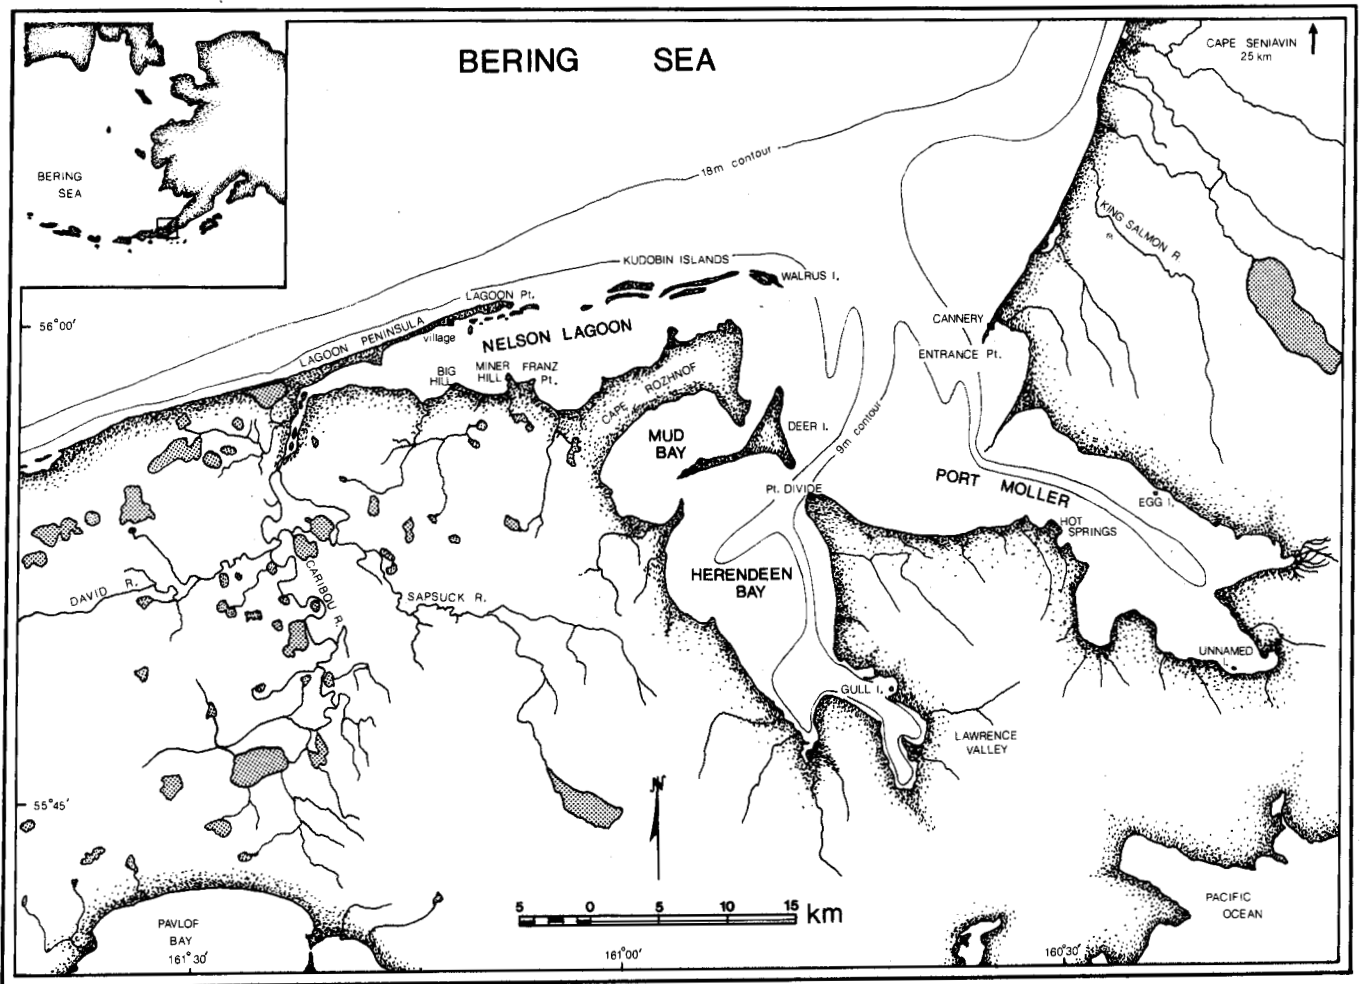 BERING SEA
CAPE SENIAVIN
25 km
BERING
SEA
18m contour
KING SALMON R
KUDOBIN ISLANDS
WALRUS I.
LAGOON Pt.
56°00'
LAGOON PENINSULA
village
NELSON LAGOON
CANNERY
ENTRANCE Pt.
BIG
HILL
MINER
HILL
FRANZ
Pt.
CAPE ROZHNOF
MUD
BAY
DEER I.
9m contour
Pt. DIVIDE
PORT MOLLER
EGG I.
HOT
SPRINGS
HERENDEEN
BAY
DAVID R.
CARIBOU R.
SAPSUCK R.
UNNAMED
I.
GULL I.
LAWRENCE
VALLEY
N
55°45'
5 0 5 10 15 km
PACIFIC
OCEAN
PAVLOF
BAY
161°30'
161°00'
160°30'